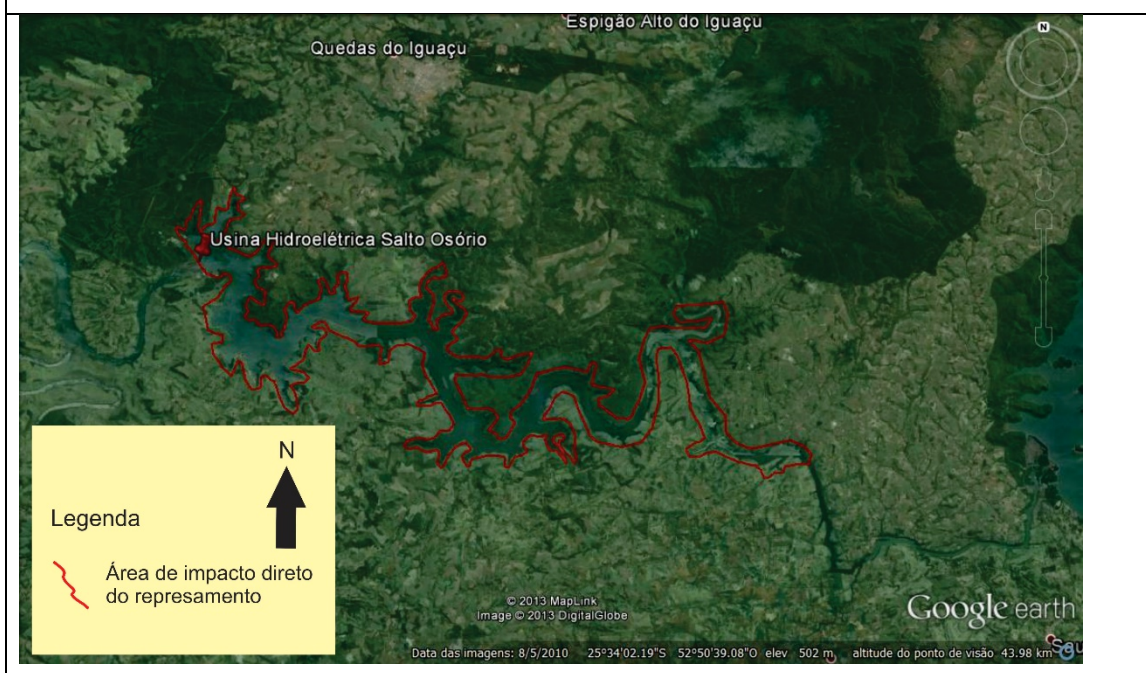 Espigão Alto do Iguaçu
Quedas do Iguaçu
N
Usina Hidroelétrica Salto Osório
N
Legenda
Área de impacto direto
do represamento
© 2013 MapLink
Image © 2013 DigitalGlobe
Google earth
Data das imagens: 8/5/2010 25°34'02.19"S 52°50'39.08"O elev 502 m altitude do ponto de visão 43.98 km